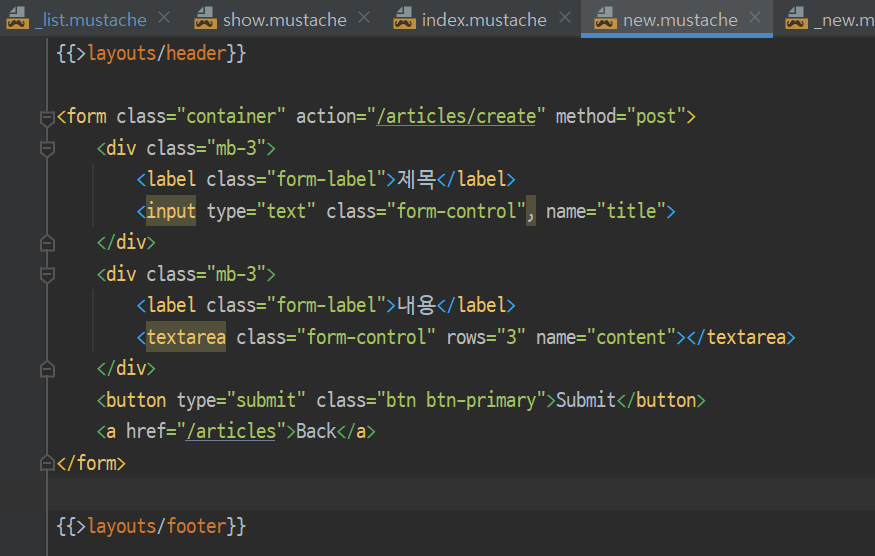 _list.mustache show.mustache index.mustache new.mustache _new.m
{{>layouts/header}}
<form class="container" action="/articles/create" method="post">
<div class="mb-3">
<label class="form-label">제목</label>
<input type="text" class="form-control", name="title">
</div>
<div class="mb-3">
<label class="form-label">내용</label>
<textarea class="form-control" rows="3" name="content"></textarea>
</div>
<button type="submit" class="btn btn-primary">Submit</button>
<a href="/articles">Back</a>
</form>
{{>layouts/footer}}